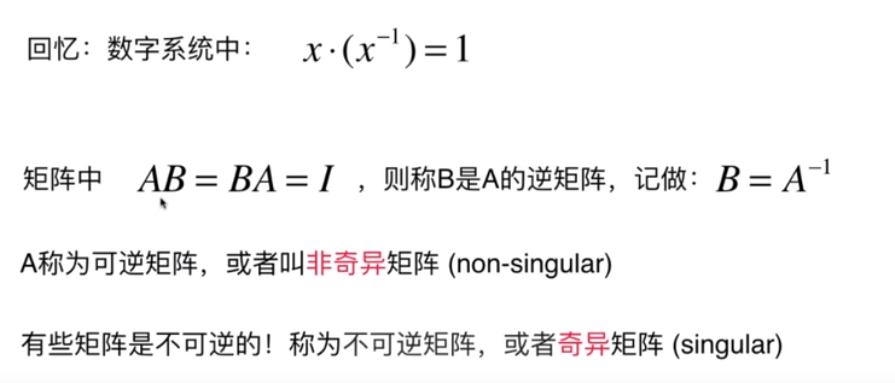 回忆：数字系统中： x·(x⁻¹)=1
矩阵中 AB = BA = I ，则称B是A的逆矩阵，记做：B = A⁻¹
A称为可逆矩阵，或者叫非奇异矩阵 (non-singular)
有些矩阵是不可逆的！称为不可逆矩阵，或者奇异矩阵 (singular)